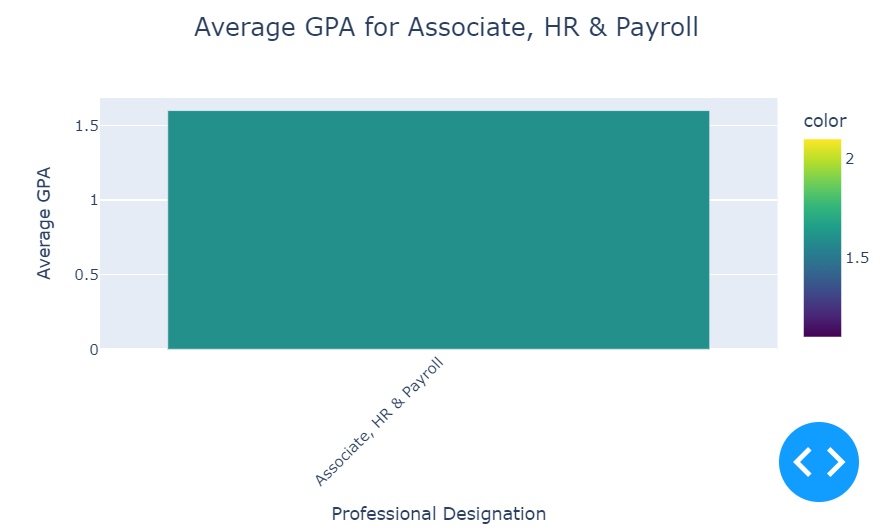 Average GPA for Associate, HR & Payroll
color
2
1.5
Average GPA
1.5
1
0.5
0
Associate, HR & Payroll
Professional Designation